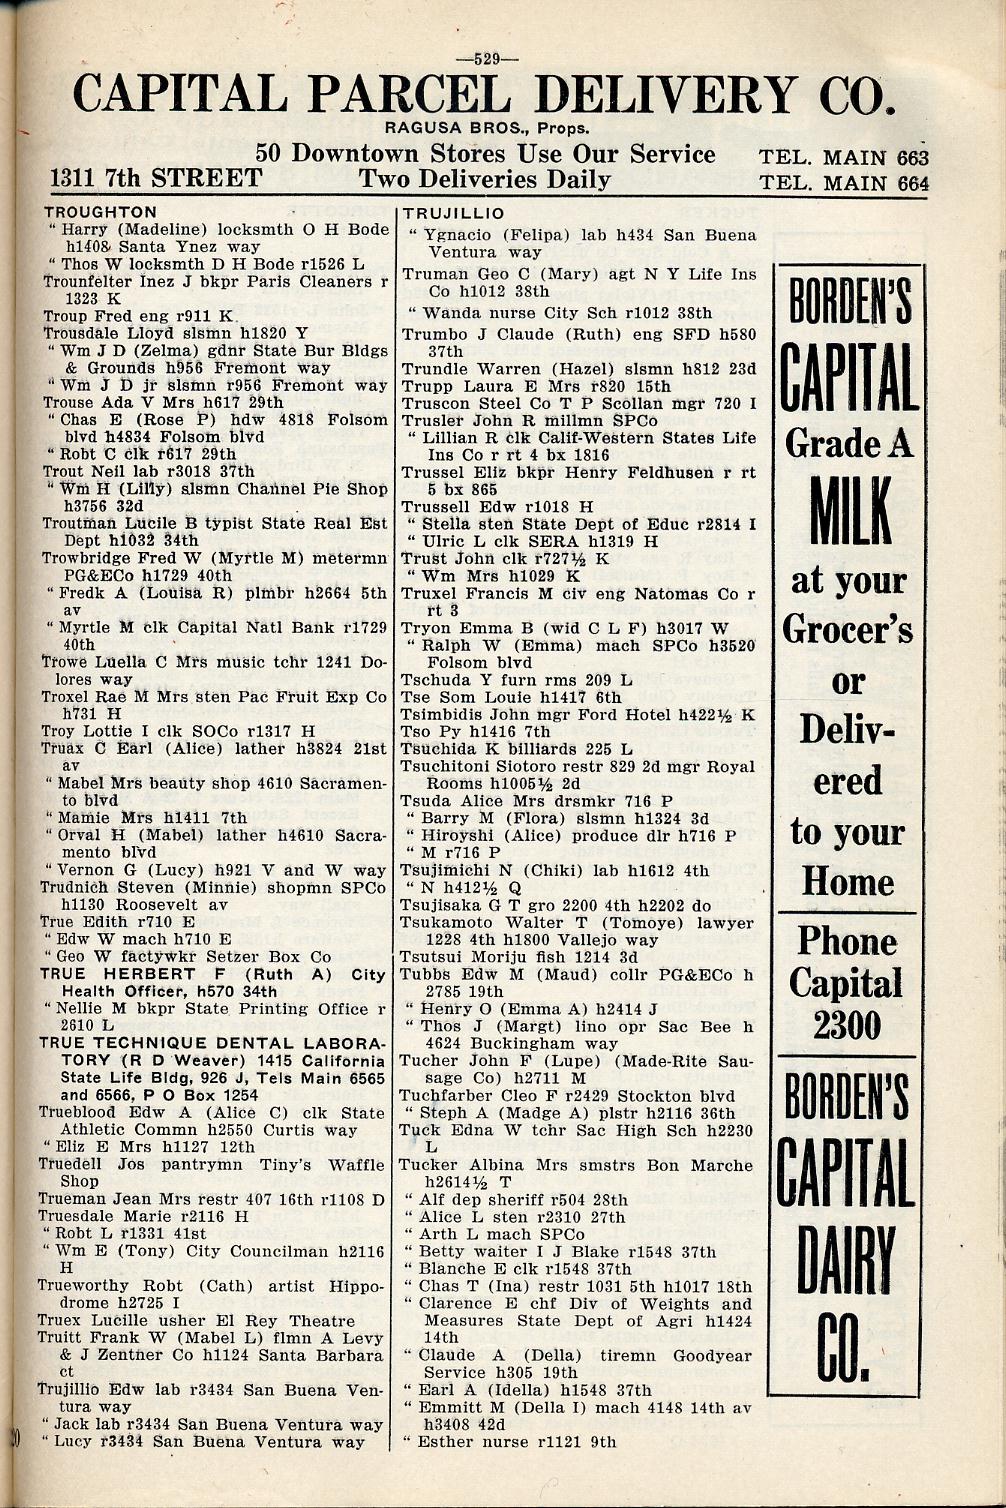 —529—
CAPITAL PARCEL DELIVERY CO.
RAGUSA BROS., Props.
50 Downtown Stores Use Our Service TEL. MAIN 663
1311 7th STREET Two Deliveries Daily TEL. MAIN 664
TROUGHTON
" Harry (Madeline) locksmth O H Bode
h1408 Santa Ynez way
" Thos W locksmth D H Bode r1526 L
Trounfelter Inez J bkpr Paris Cleaners r
1323 K
Troup Fred eng r911 K
Trousdale Lloyd slsmn h1820 Y
" Wm J D (Zelma) gdnr State Bur Bldgs
& Grounds h956 Fremont way
" Wm J D jr slsmn r956 Fremont way
Trouse Ada V Mrs h617 29th
" Chas E (Rose P) hdw 4818 Folsom
blvd h4834 Folsom blvd
" Robt C clk r617 29th
Trout Neil lab r3018 37th
" Wm H (Lilly) slsmn Channel Pie Shop
h3756 32d
Troutman Lucile B typist State Real Est
Dept h1032 34th
Trowbridge Fred W (Myrtle M) metermn
PG&ECo h1729 40th
" Fredk A (Louisa R) plmbr h2664 5th
av
" Myrtle M clk Capital Natl Bank r1729
40th
Trowe Luella C Mrs music tchr 1241 Do-
lores way
Troxel Rae M Mrs sten Pac Fruit Exp Co
h731 H
Troy Lottie I clk SOCo r1317 H
Truax C Earl (Alice) lather h3824 21st
av
" Mabel Mrs beauty shop 4610 Sacramen-
to blvd
" Mamie Mrs h1411 7th
" Orval H (Mabel) lather h4610 Sacra-
mento blvd
" Vernon G (Lucy) h921 V and W way
Trudnich Steven (Minnie) shopmn SPCo
h1130 Roosevelt av
True Edith r710 E
" Edw W mach h710 E
" Geo W factywkr Setzer Box Co
TRUE HERBERT F (Ruth A) City
Health Officer, h570 34th
" Nellie M bkpr State Printing Office r
2610 L
TRUE TECHNIQUE DENTAL LABORA-
TORY (R D Weaver) 1415 California
State Life Bldg, 926 J, Tels Main 6565
and 6566, P O Box 1254
Trueblood Edw A (Alice C) clk State
Athletic Commn h2550 Curtis way
" Eliz E Mrs h1127 12th
Truedell Jos pantrymn Tiny's Waffle
Shop
Trueman Jean Mrs restr 407 16th r1108 D
Truesdale Marie r2116 H
" Robt L r1331 41st
" Wm E (Tony) City Councilman h2116
H
Trueworthy Robt (Cath) artist Hippo-
drome h2725 I
Truex Lucille usher El Rey Theatre
Truitt Frank W (Mabel L) flmn A Levy
& J Zentner Co h1124 Santa Barbara
ct
Trujillio Edw lab r3434 San Buena Ven-
tura way
" Jack lab r3434 San Buena Ventura way
" Lucy r3434 San Buena Ventura way
TRUJILLIO
" Ygnacio (Felipa) lab h434 San Buena
Ventura way
Truman Geo C (Mary) agt N Y Life Ins
Co h1012 38th
" Wanda nurse City Sch r1012 38th
Trumbo J Claude (Ruth) eng SFD h580
37th
Trundle Warren (Hazel) slsmn h812 23d
Trupp Laura E Mrs r820 15th
Truscon Steel Co T P Scollan mgr 720 I
Trusler John R millmn SPCo
" Lillian R clk Calif-Western States Life
Ins Co r rt 4 bx 1816
Trussel Eliz bkpr Henry Feldhusen r rt
5 bx 865
Trussell Edw r1018 H
" Stella sten State Dept of Educ r2814 I
" Ulric L clk SERA h1319 H
Trust John clk r727½ K
" Wm Mrs h1029 K
Truxel Francis M civ eng Natomas Co r
rt 3
Tryon Emma B (wid C L F) h3017 W
" Ralph W (Emma) mach SPCo h3520
Folsom blvd
Tschuda Y furn rms 209 L
Tse Som Louie h1417 6th
Tsimbidis John mgr Ford Hotel h422½ K
Tso Py h1416 7th
Tsuchida K billiards 225 L
Tsuchitoni Siotoro restr 829 2d mgr Royal
Rooms h1005½ 2d
Tsuda Alice Mrs drsmkr 716 P
" Barry M (Flora) slsmn h1324 3d
" Hiroyshi (Alice) produce dlr h716 P
" M r716 P
Tsujimichi N (Chiki) lab h1612 4th
" N h412½ Q
Tsujisaka G T gro 2200 4th h2202 do
Tsukamoto Walter T (Tomoye) lawyer
1228 4th h1800 Vallejo way
Tsutsui Moriju fish 1214 3d
Tubbs Edw M (Maud) collr PG&ECo h
2785 19th
" Henry O (Emma A) h2414 J
" Thos J (Margt) lino opr Sac Bee h
4624 Buckingham way
Tucher John F (Lupe) (Made-Rite Sau-
sage Co) h2711 M
Tuchfarber Cleo F r2429 Stockton blvd
" Steph A (Madge A) plstr h2116 36th
Tuck Edna W tchr Sac High Sch h2230
L
Tucker Albina Mrs smstrs Bon Marche
h2614½ T
" Alf dep sheriff r504 28th
" Alice L sten r2310 27th
" Arth L mach SPCo
" Betty waiter I J Blake r1548 37th
" Blanche E clk r1548 37th
" Chas T (Ina) restr 1031 5th h1017 18th
" Clarence E chf Div of Weights and
Measures State Dept of Agri h1424
14th
" Claude A (Della) tiremn Goodyear
Service h305 19th
" Earl A (Idella) h1548 37th
" Emmitt M (Della I) mach 4148 14th av
h3408 42d
" Esther nurse r1121 9th
BORDEN'S
CAPITAL
Grade A
MILK
at your
Grocer's
or
Deliv-
ered
to your
Home
Phone
Capital
2300
BORDEN'S
CAPITAL
DAIRY
CO.